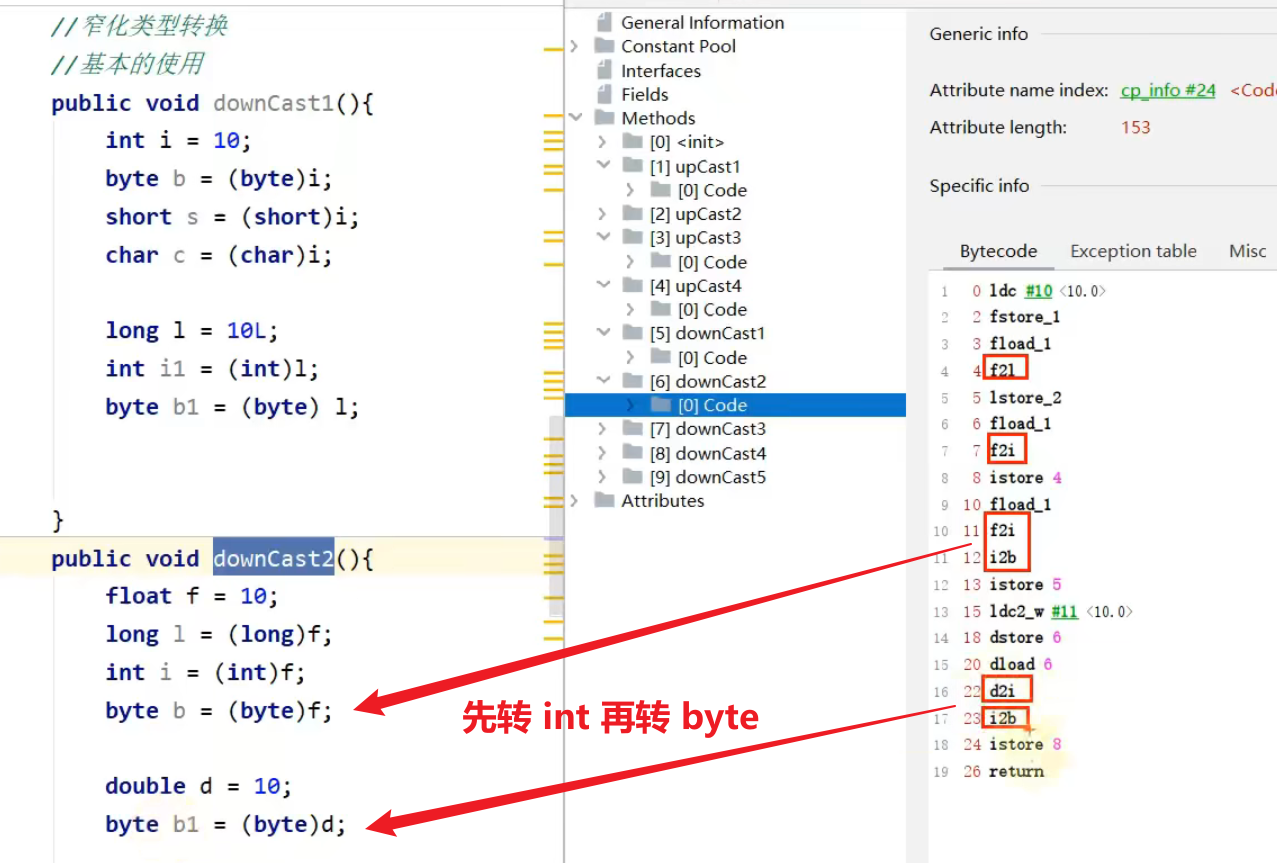 //窄化类型转换
//基本的使用
public void downCast1(){
int i = 10;
byte b = (byte)i;
short s = (short)i;
char c = (char)i;
long l = 10L;
int i1 = (int)l;
byte b1 = (byte) l;
}
public void downCast2(){
float f = 10;
long l = (long)f;
int i = (int)f;
byte b = (byte)f;
double d = 10;
byte b1 = (byte)d;
先转 int 再转 byte
General Information
Constant Pool
Interfaces
Fields
Methods
[0] <init>
[1] upCast1
[0] Code
[2] upCast2
[3] upCast3
[0] Code
[4] upCast4
[0] Code
[5] downCast1
[0] Code
[6] downCast2
[0] Code
[7] downCast3
[8] downCast4
[9] downCast5
Attributes
Generic info
Attribute name index: cp_info #24 <Code
Attribute length: 153
Specific info
Bytecode Exception table Misc
1 0 ldc #10 <10.0>
2 2 fstore_1
3 3 fload_1
4 4 f2l
5 5 lstore_2
6 6 fload_1
7 7 f2i
8 8 istore 4
9 10 fload_1
10 11 f2i
11 12 i2b
12 13 istore 5
13 15 ldc2_w #11 <10.0>
14 18 dstore 6
15 20 dload 6
16 22 d2i
17 23 i2b
18 24 istore 8
19 26 return